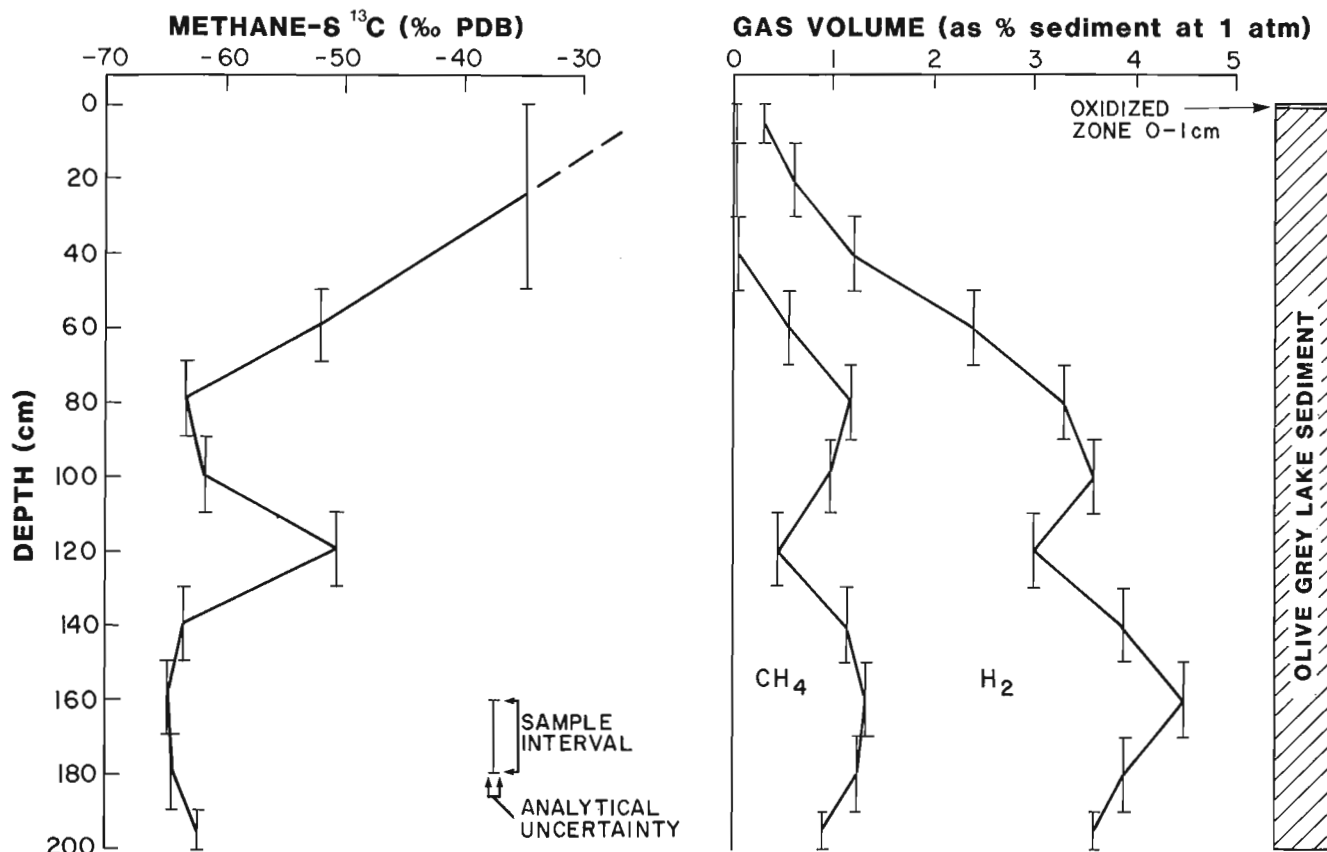 METHANE-δ ¹³C (‰ PDB)
-70 -60 -50 -40 -30
GAS VOLUME (as % sediment at 1 atm)
0 1 2 3 4 5
DEPTH (cm)
0
20
40
60
80
100
120
140
160
180
200
SAMPLE
INTERVAL
ANALYTICAL
UNCERTAINTY
OXIDIZED
ZONE 0-1cm
CH₄
H₂
OLIVE GREY LAKE SEDIMENT